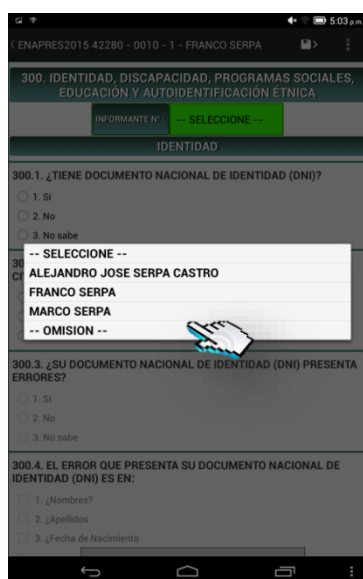 5:03 p.m.
ENAPRES2015 42280 - 0010 - 1 - FRANCO SERPA
300. IDENTIDAD, DISCAPACIDAD, PROGRAMAS SOCIALES,
EDUCACIÓN Y AUTOIDENTIFICACIÓN ÉTNICA
INFORMANTE N°:
-- SELECCIONE --
IDENTIDAD
300.1. ¿TIENE DOCUMENTO NACIONAL DE IDENTIDAD (DNI)?
1. Si
2. No
3. No sabe
-- SELECCIONE --
ALEJANDRO JOSE SERPA CASTRO
FRANCO SERPA
MARCO SERPA
-- OMISION --
300.3. ¿SU DOCUMENTO NACIONAL DE IDENTIDAD (DNI) PRESENTA
ERRORES?
1. Si
2. No
3. No sabe
300.4. EL ERROR QUE PRESENTA SU DOCUMENTO NACIONAL DE
IDENTIDAD (DNI) ES EN:
1. ¿Nombres?
2. ¿Apellidos
3. ¿Fecha de Nacimiento